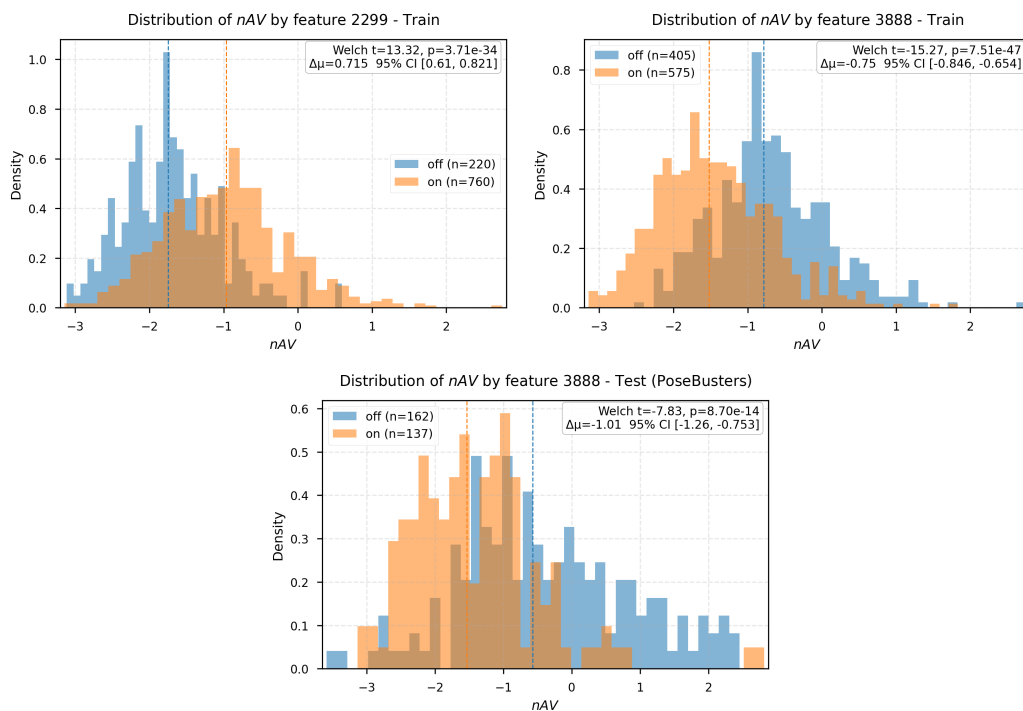 Distribution of nAV by feature 2299 - Train
Welch t=13.32, p=3.71e-34
Δμ=0.715  95% CI [0.61, 0.821]
off (n=220)
on (n=760)
Density
1.0
0.8
0.6
0.4
0.2
0.0
−3
−2
−1
0
1
2
nAV
Distribution of nAV by feature 3888 - Train
off (n=405)
on (n=575)
Welch t=-15.27, p=7.51e-47
Δμ=-0.75  95% CI [-0.846, -0.654]
Density
0.8
0.6
0.4
0.2
0.0
−3
−2
−1
0
1
2
nAV
Distribution of nAV by feature 3888 - Test (PoseBusters)
off (n=162)
on (n=137)
Welch t=-7.83, p=8.70e-14
Δμ=-1.01  95% CI [-1.26, -0.753]
Density
0.6
0.5
0.4
0.3
0.2
0.1
0.0
−3
−2
−1
0
1
2
nAV